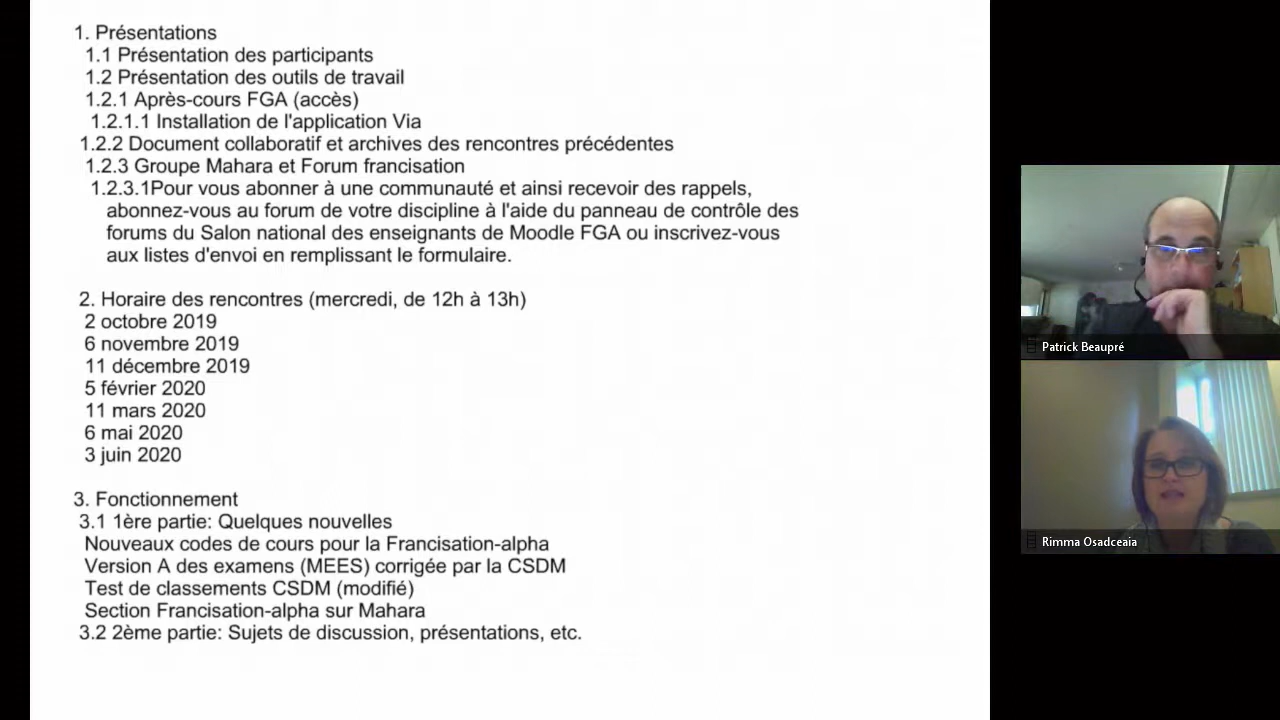 1. Présentations
1.1 Présentation des participants
1.2 Présentation des outils de travail
1.2.1 Après-cours FGA (accès)
1.2.1.1 Installation de l'application Via
1.2.2 Document collaboratif et archives des rencontres précédentes
1.2.3 Groupe Mahara et Forum francisation
1.2.3.1Pour vous abonner à une communauté et ainsi recevoir des rappels,
abonnez-vous au forum de votre discipline à l'aide du panneau de contrôle des
forums du Salon national des enseignants de Moodle FGA ou inscrivez-vous
aux listes d'envoi en remplissant le formulaire.
2. Horaire des rencontres (mercredi, de 12h à 13h)
2 octobre 2019
6 novembre 2019
11 décembre 2019
5 février 2020
11 mars 2020
6 mai 2020
3 juin 2020
3. Fonctionnement
3.1 1ère partie: Quelques nouvelles
Nouveaux codes de cours pour la Francisation-alpha
Version A des examens (MEES) corrigée par la CSDM
Test de classements CSDM (modifié)
Section Francisation-alpha sur Mahara
3.2 2ème partie: Sujets de discussion, présentations, etc.
Patrick Beaupré
Rimma Osadceaia